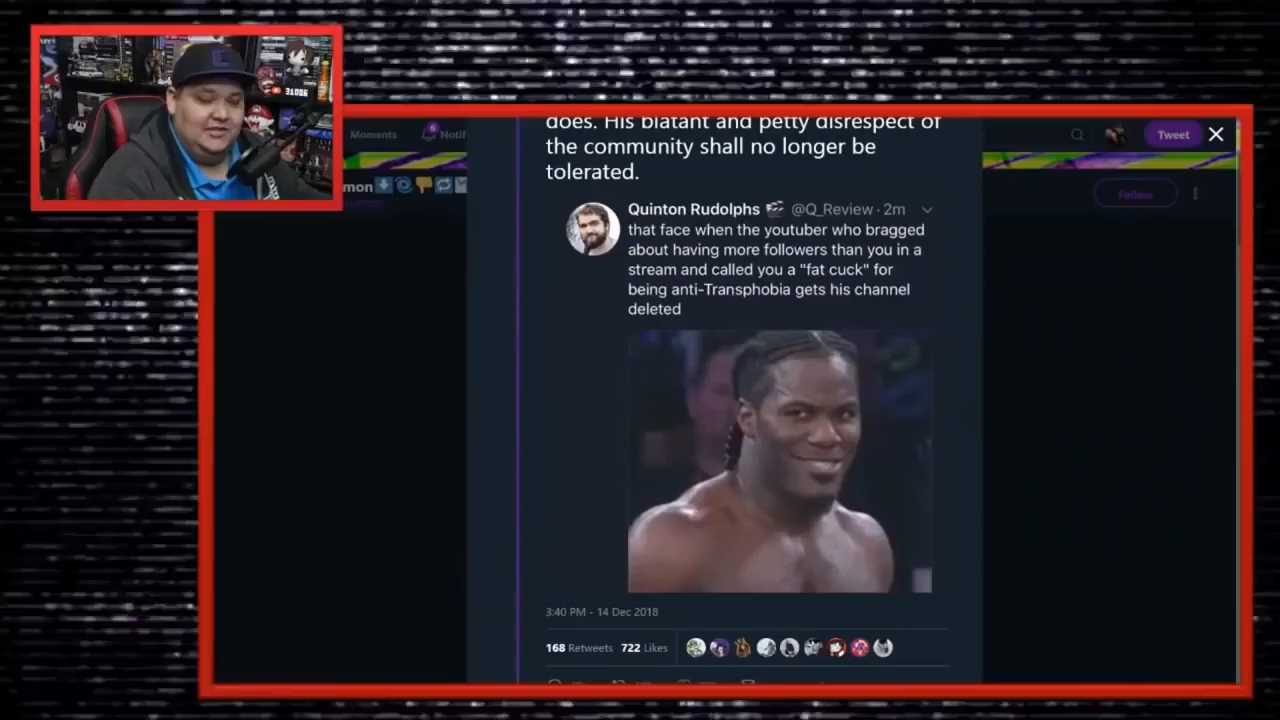 does. His blatant and petty disrespect of
the community shall no longer be
tolerated.
Moments
6
Notif
Tweet
mon
Follow
Quinton Rudolphs @Q_Review · 2m
that face when the youtuber who bragged
about having more followers than you in a
stream and called you a "fat cuck" for
being anti-Transphobia gets his channel
deleted
3:40 PM - 14 Dec 2018
168 Retweets 722 Likes